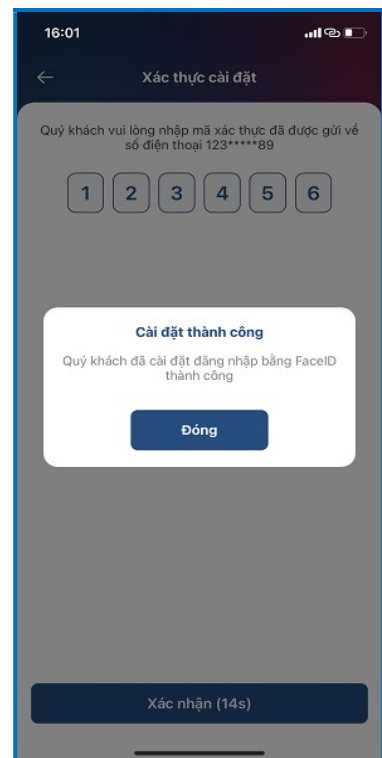 16:01
Xác thực cài đặt
Quý khách vui lòng nhập mã xác thực đã được gửi về
số điện thoại 123*****89
1 2 3 4 5 6
Cài đặt thành công
Quý khách đã cài đặt đăng nhập bằng FaceID
thành công
Đóng
Xác nhận (14s)